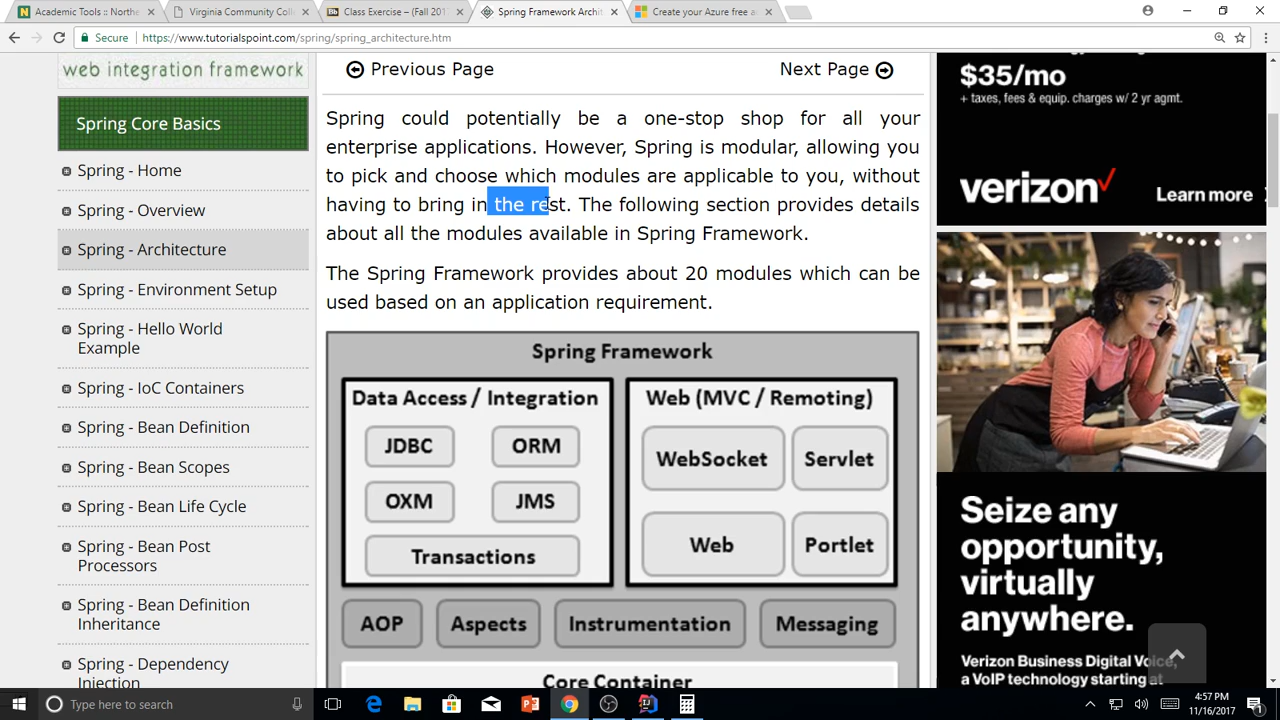 Academic Tools :: Northe
Virginia Community Coll
Class Exercise – (Fall 201
Spring Framework Archit
Create your Azure free a
Secure
https://www.tutorialspoint.com/spring/spring_architecture.htm
web integration framework
Spring Core Basics
Spring - Home
Spring - Overview
Spring - Architecture
Spring - Environment Setup
Spring - Hello World
Example
Spring - IoC Containers
Spring - Bean Definition
Spring - Bean Scopes
Spring - Bean Life Cycle
Spring - Bean Post
Processors
Spring - Bean Definition
Inheritance
Spring - Dependency
Injection
Previous Page
Next Page
Spring could potentially be a one-stop shop for all your
enterprise applications. However, Spring is modular, allowing you
to pick and choose which modules are applicable to you, without
having to bring in the rest. The following section provides details
about all the modules available in Spring Framework.
The Spring Framework provides about 20 modules which can be
used based on an application requirement.
Spring Framework
Data Access / Integration
JDBC
ORM
OXM
JMS
Transactions
Web (MVC / Remoting)
WebSocket
Servlet
Web
Portlet
AOP
Aspects
Instrumentation
Messaging
Core Container
$35/mo
+ taxes, fees & equip. charges w/ 2 yr agmt.
verizon
Learn more
Seize any
opportunity,
virtually
anywhere.
Verizon Business Digital Voice,
a VoIP technology starting at
Type here to search
4:57 PM
11/16/2017